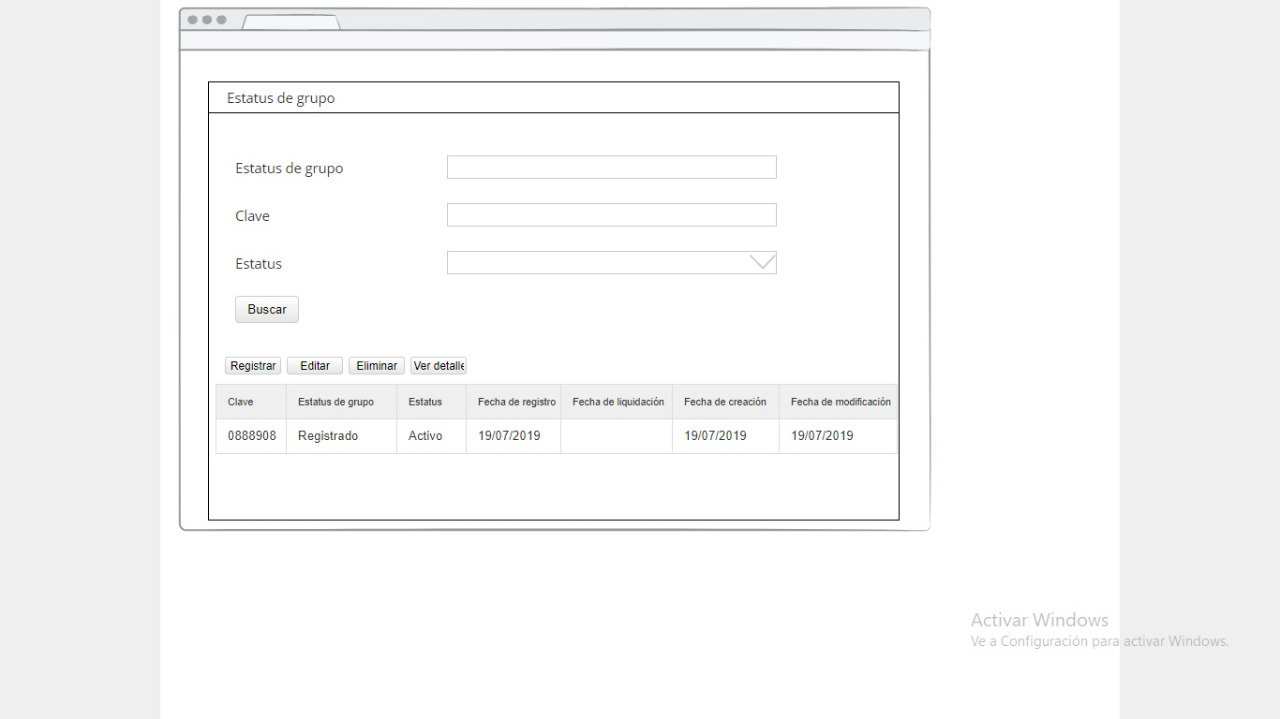 Estatus de grupo
Estatus de grupo
Clave
Estatus
Buscar
Registrar Editar Eliminar Ver detalle
Clave Estatus de grupo Estatus Fecha de registro Fecha de liquidación Fecha de creación Fecha de modificación
0888908 Registrado Activo 19/07/2019 19/07/2019 19/07/2019
Activar Windows
Ve a Configuración para activar Windows.